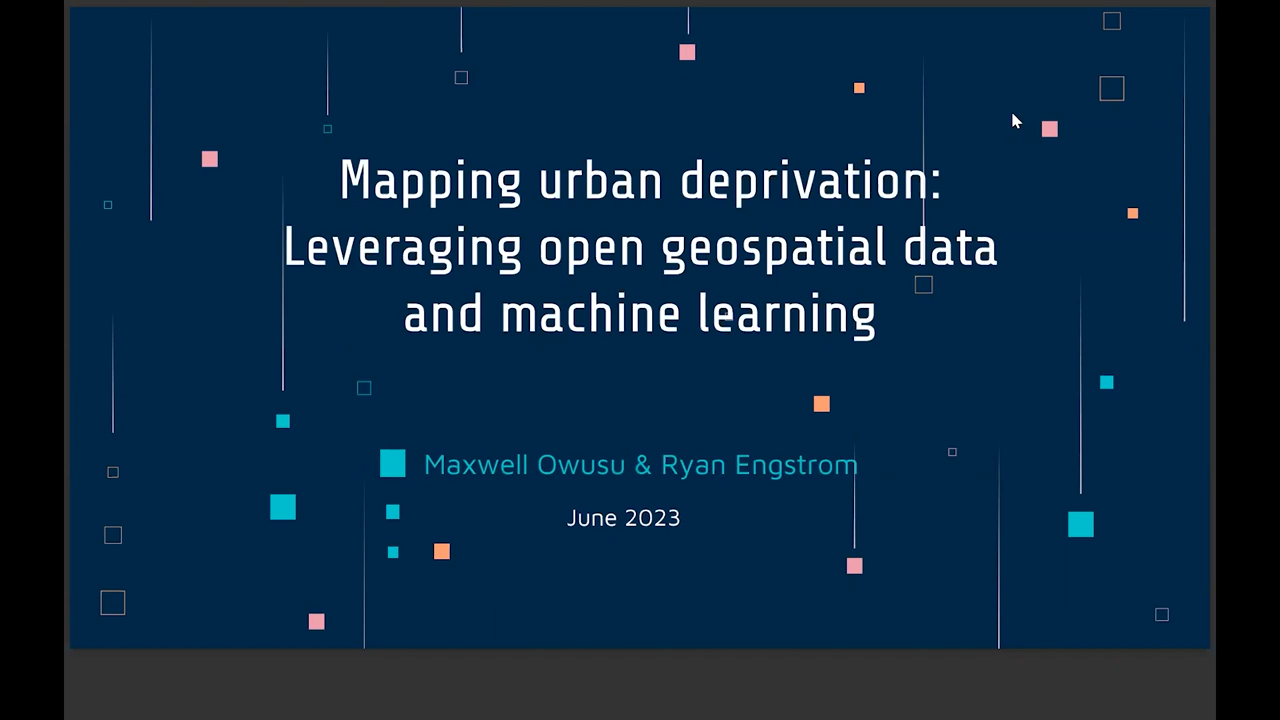 Mapping urban deprivation:
Leveraging open geospatial data
and machine learning
Maxwell Owusu & Ryan Engstrom
June 2023